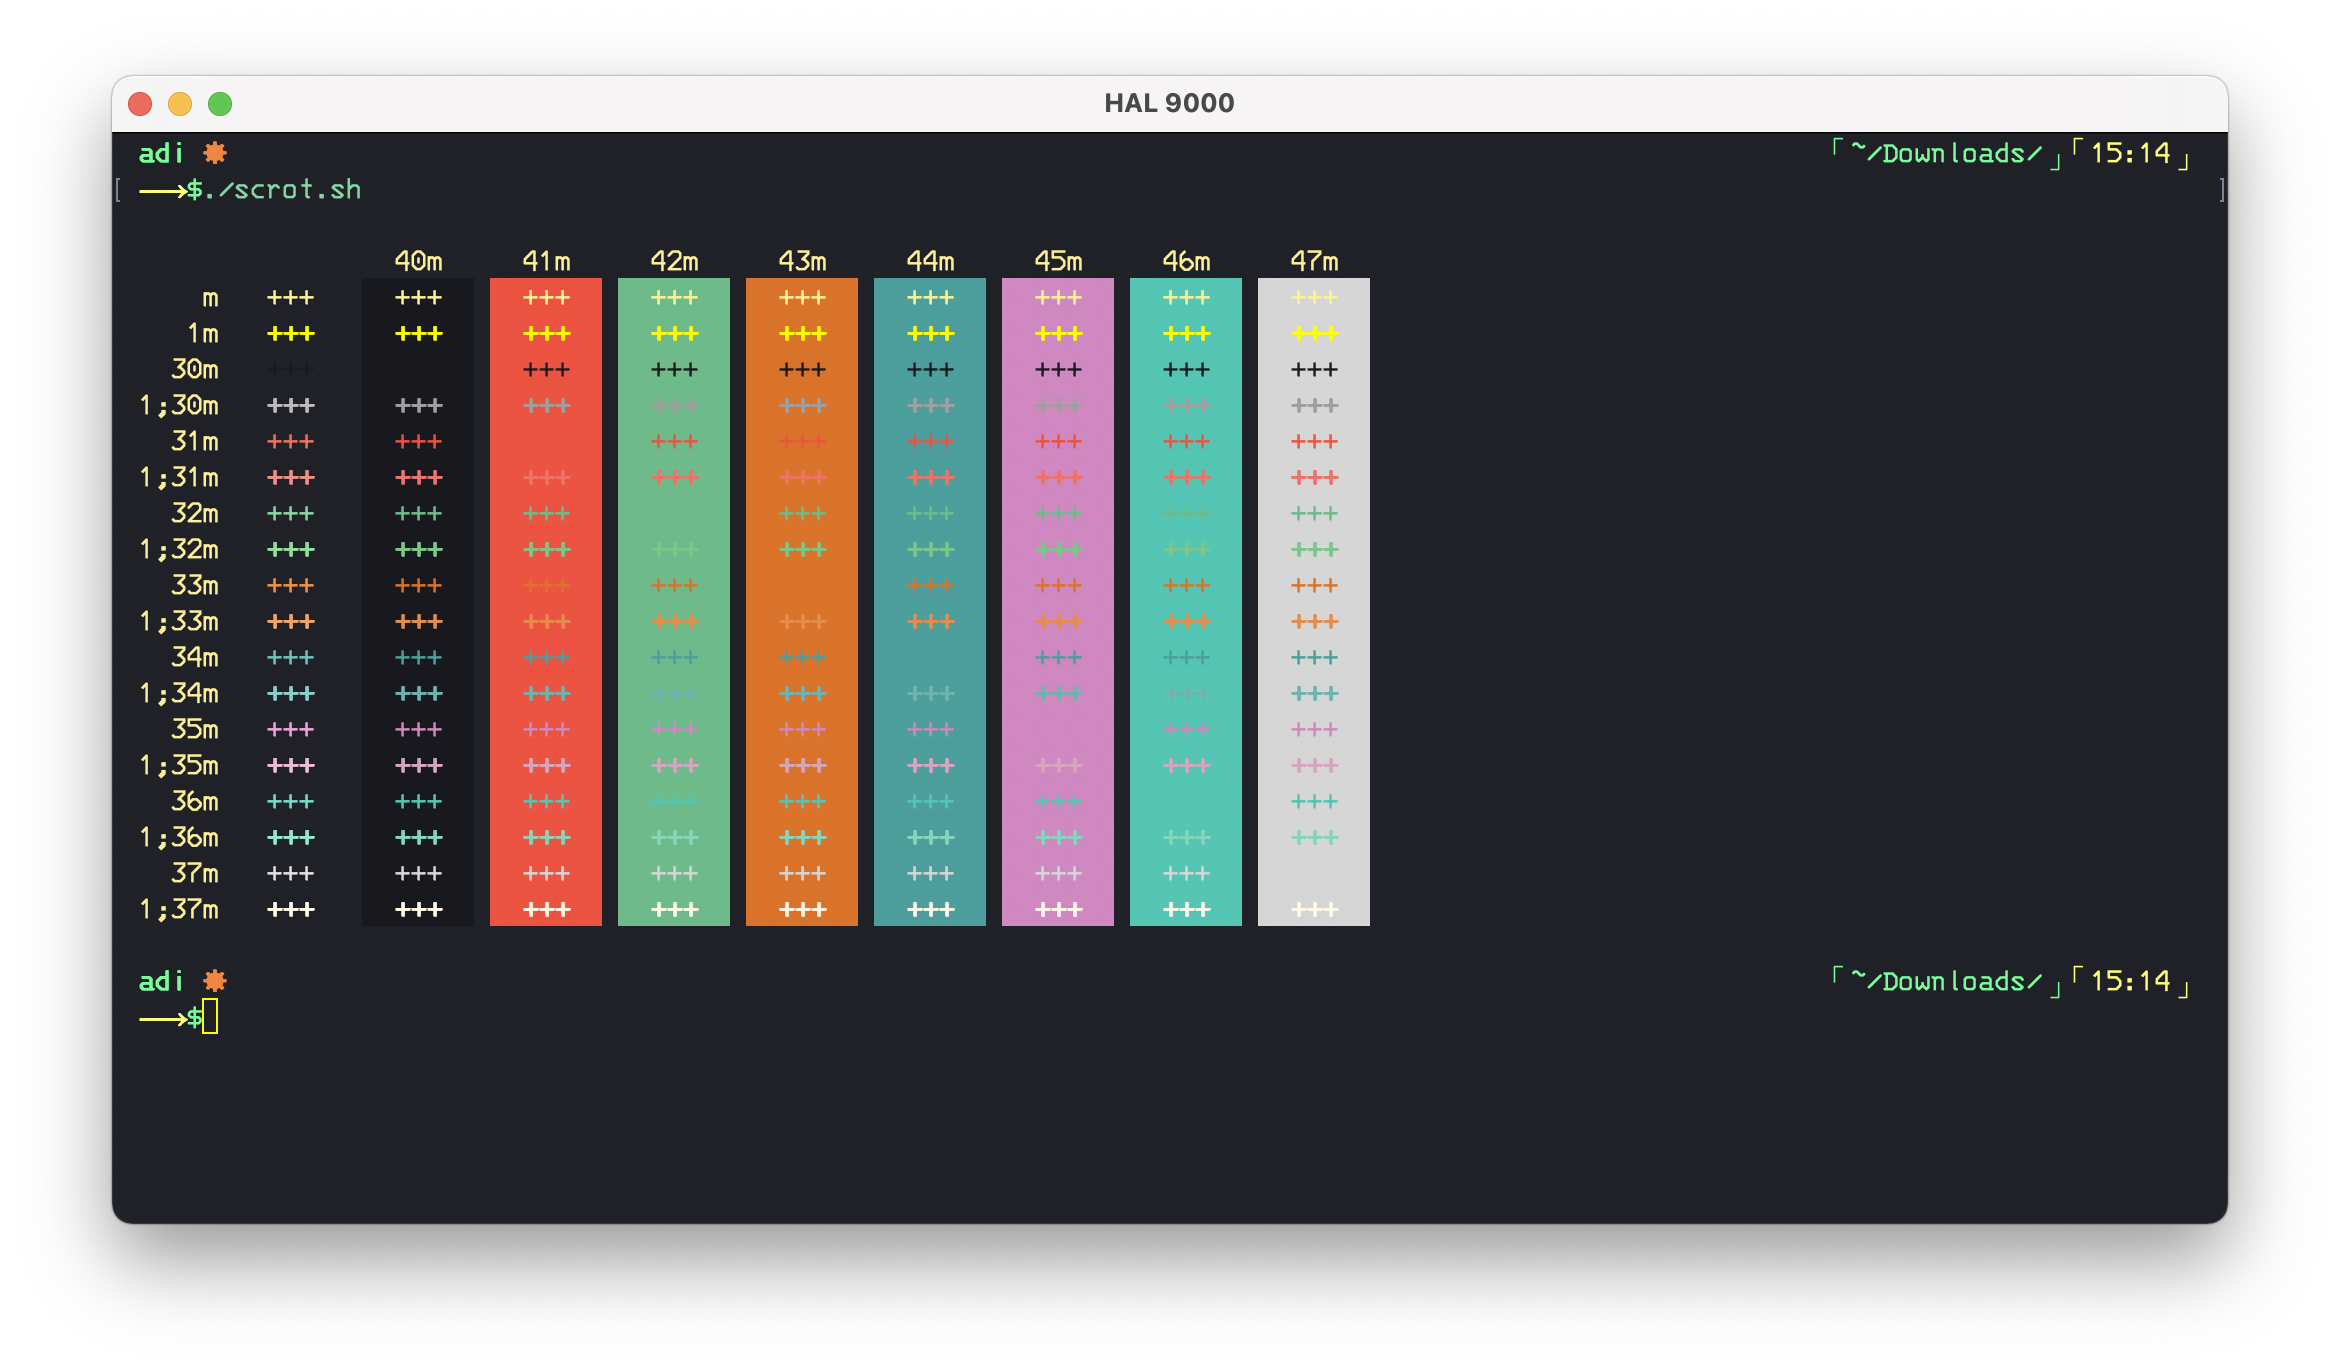 HAL 9000
adi ✸ 「~/Downloads/」「15:14」
[ ⟶$./scrot.sh ]
40m 41m 42m 43m 44m 45m 46m 47m
m +++ +++ +++ +++ +++ +++ +++ +++ +++
1m +++ +++ +++ +++ +++ +++ +++ +++ +++
30m +++ +++ +++ +++ +++ +++ +++ +++
1;30m +++ +++ +++ +++ +++ +++ +++ +++ +++
31m +++ +++ +++ +++ +++ +++ +++ +++
1;31m +++ +++ +++ +++ +++ +++ +++ +++ +++
32m +++ +++ +++ +++ +++ +++ +++ +++
1;32m +++ +++ +++ +++ +++ +++ +++ +++ +++
33m +++ +++ +++ +++ +++ +++ +++ +++
1;33m +++ +++ +++ +++ +++ +++ +++ +++ +++
34m +++ +++ +++ +++ +++ +++ +++ +++
1;34m +++ +++ +++ +++ +++ +++ +++ +++ +++
35m +++ +++ +++ +++ +++ +++ +++ +++
1;35m +++ +++ +++ +++ +++ +++ +++ +++ +++
36m +++ +++ +++ +++ +++ +++ +++ +++
1;36m +++ +++ +++ +++ +++ +++ +++ +++ +++
37m +++ +++ +++ +++ +++ +++ +++ +++
1;37m +++ +++ +++ +++ +++ +++ +++ +++ +++
adi ✸ 「~/Downloads/」「15:14」
⟶$